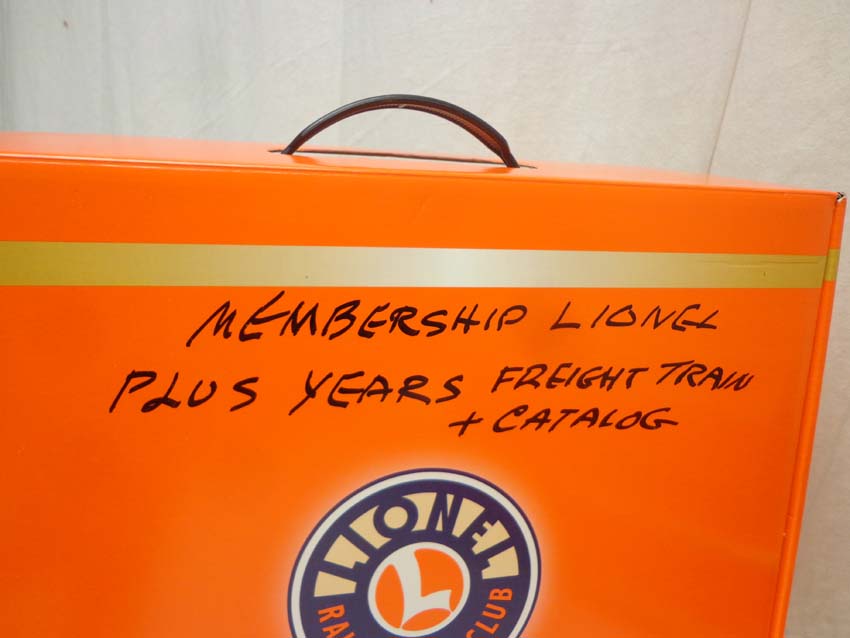 MEMBERSHIP LIONEL
PLUS YEARS FREIGHT TRAIN
+ CATALOG
LIONEL
CLUB
L